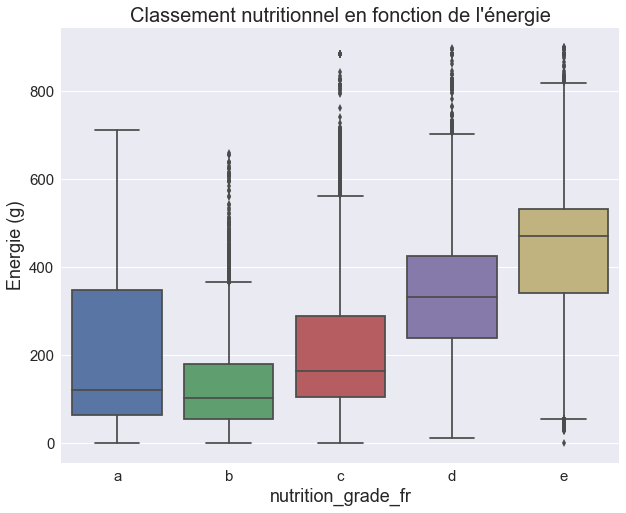 Classement nutritionnel en fonction de l'énergie
Energie (g)
800
600
400
200
0
a b c d e
nutrition_grade_fr